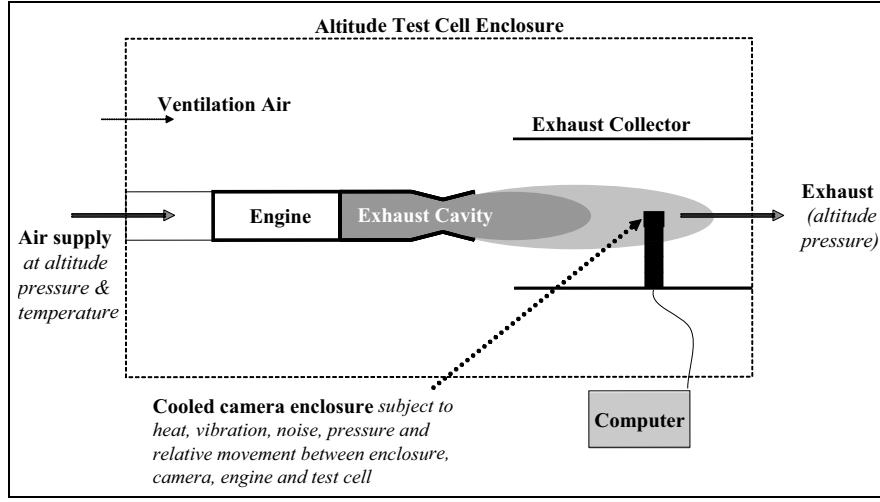 Altitude Test Cell Enclosure
Ventilation Air
Exhaust Collector
Engine
Exhaust Cavity
Exhaust
(altitude
pressure)
Air supply
at altitude
pressure &
temperature
Cooled camera enclosure subject to
heat, vibration, noise, pressure and
relative movement between enclosure,
camera, engine and test cell
Computer